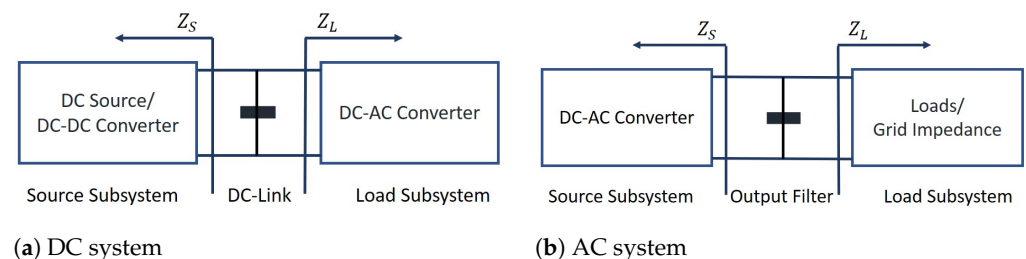 Z_S
Z_L
DC Source/
DC-DC Converter
DC-AC Converter
Source Subsystem
DC-Link
Load Subsystem
(a) DC system
Z_S
Z_L
DC-AC Converter
Loads/
Grid Impedance
Source Subsystem
Output Filter
Load Subsystem
(b) AC system